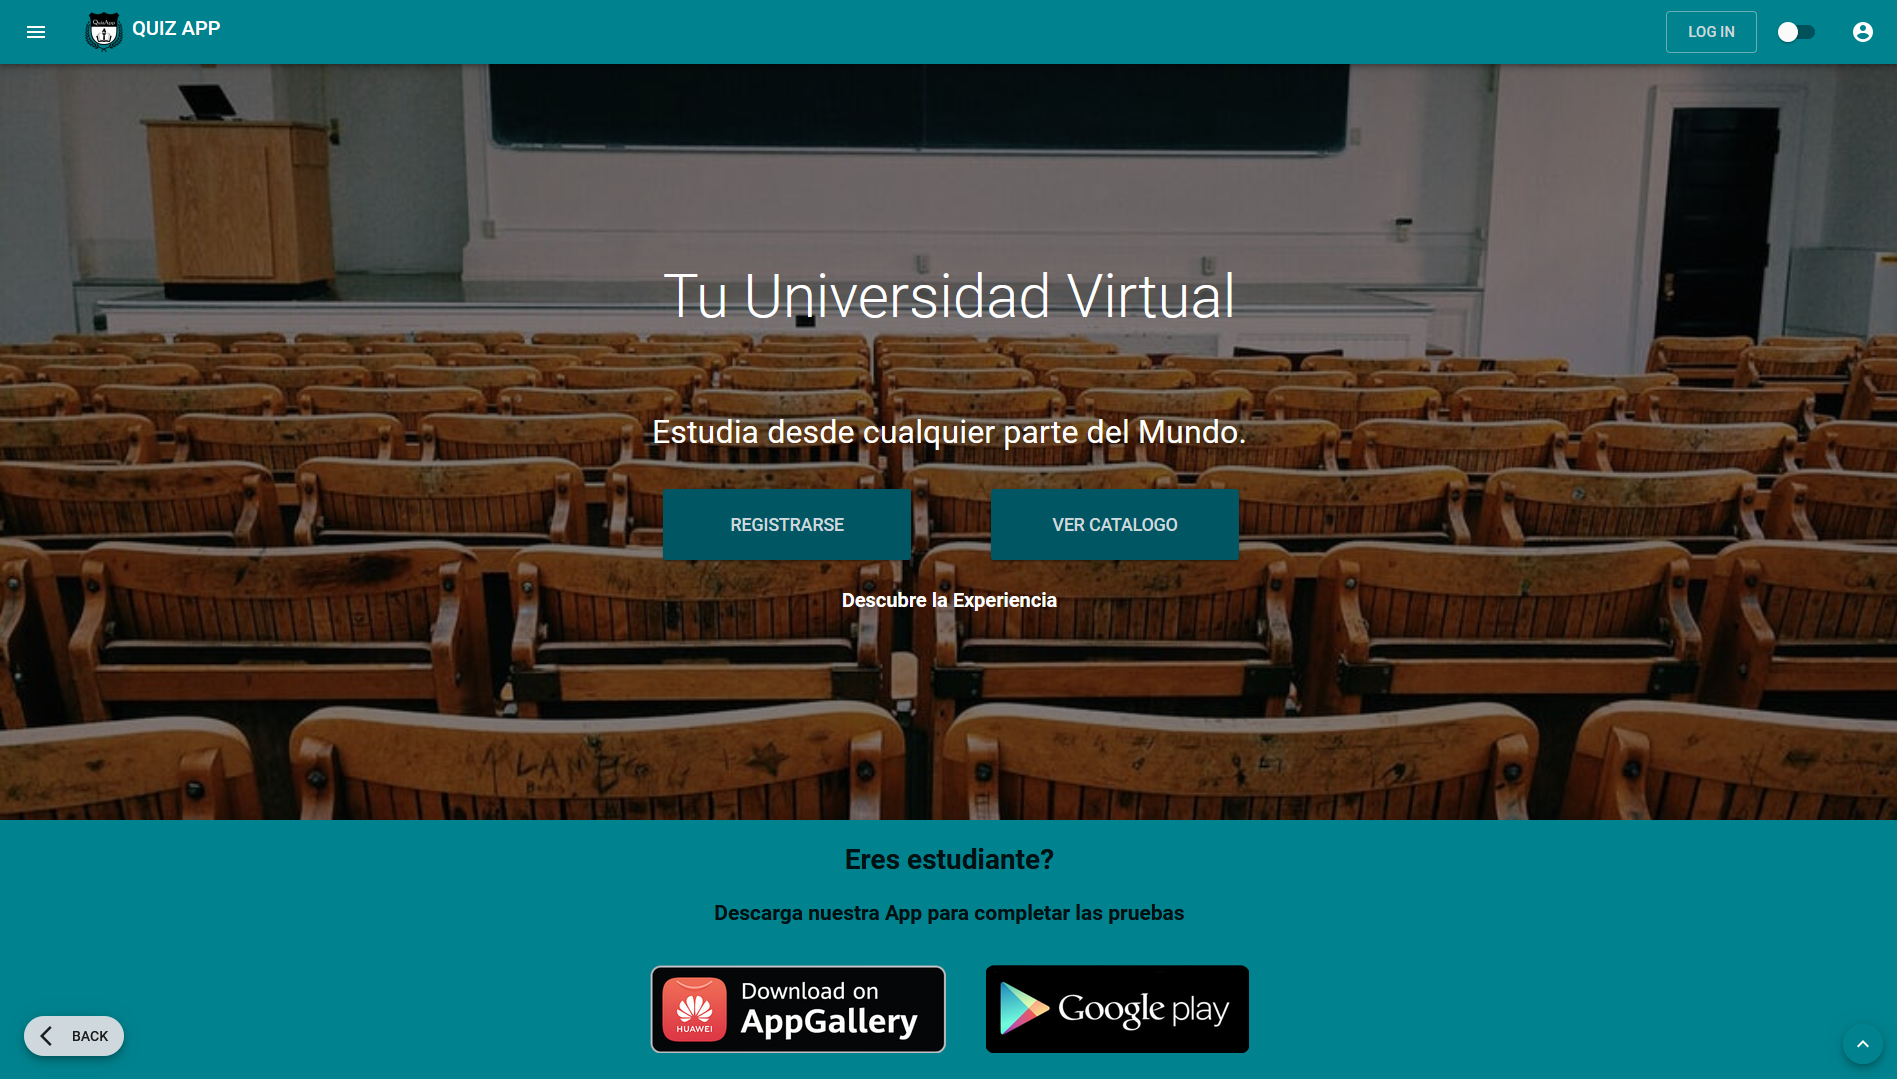 QuizApp
QUIZ APP
LOG IN
Tu Universidad Virtual
Estudia desde cualquier parte del Mundo.
REGISTRARSE
VER CATALOGO
Descubre la Experiencia
Eres estudiante?
Descarga nuestra App para completar las pruebas
HUAWEI
Download on
AppGallery
Google play
BACK